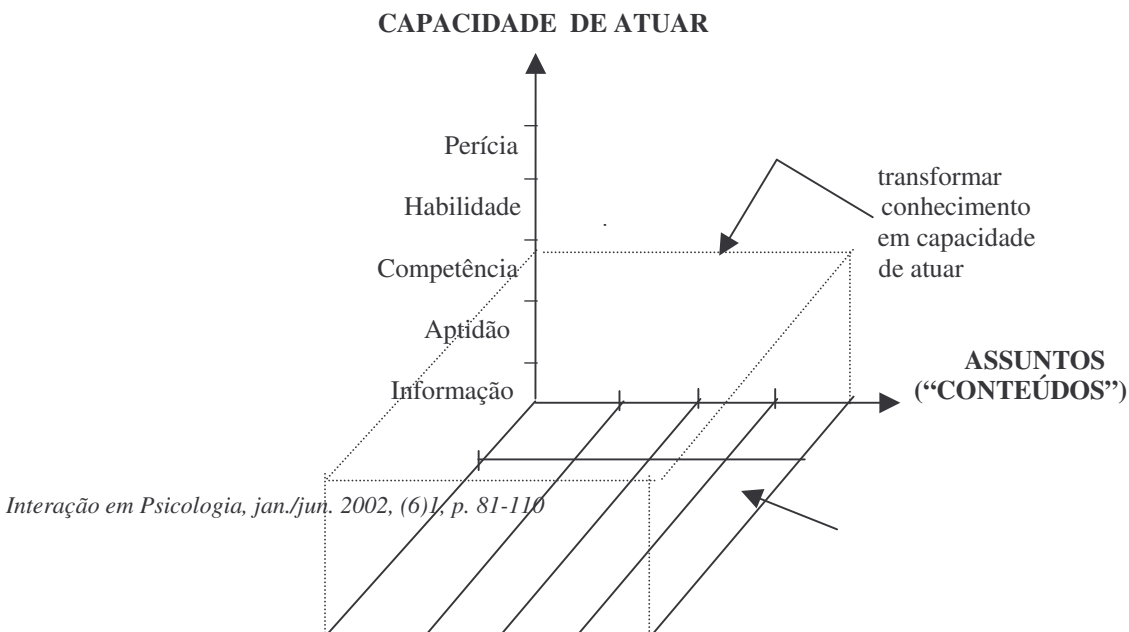 CAPACIDADE DE ATUAR
Perícia
Habilidade
Competência
Aptidão
Informação
transformar
conhecimento
em capacidade
de atuar
ASSUNTOS
(“CONTEÚDOS”)
Interação em Psicologia, jan./jun. 2002, (6)1, p. 81-110